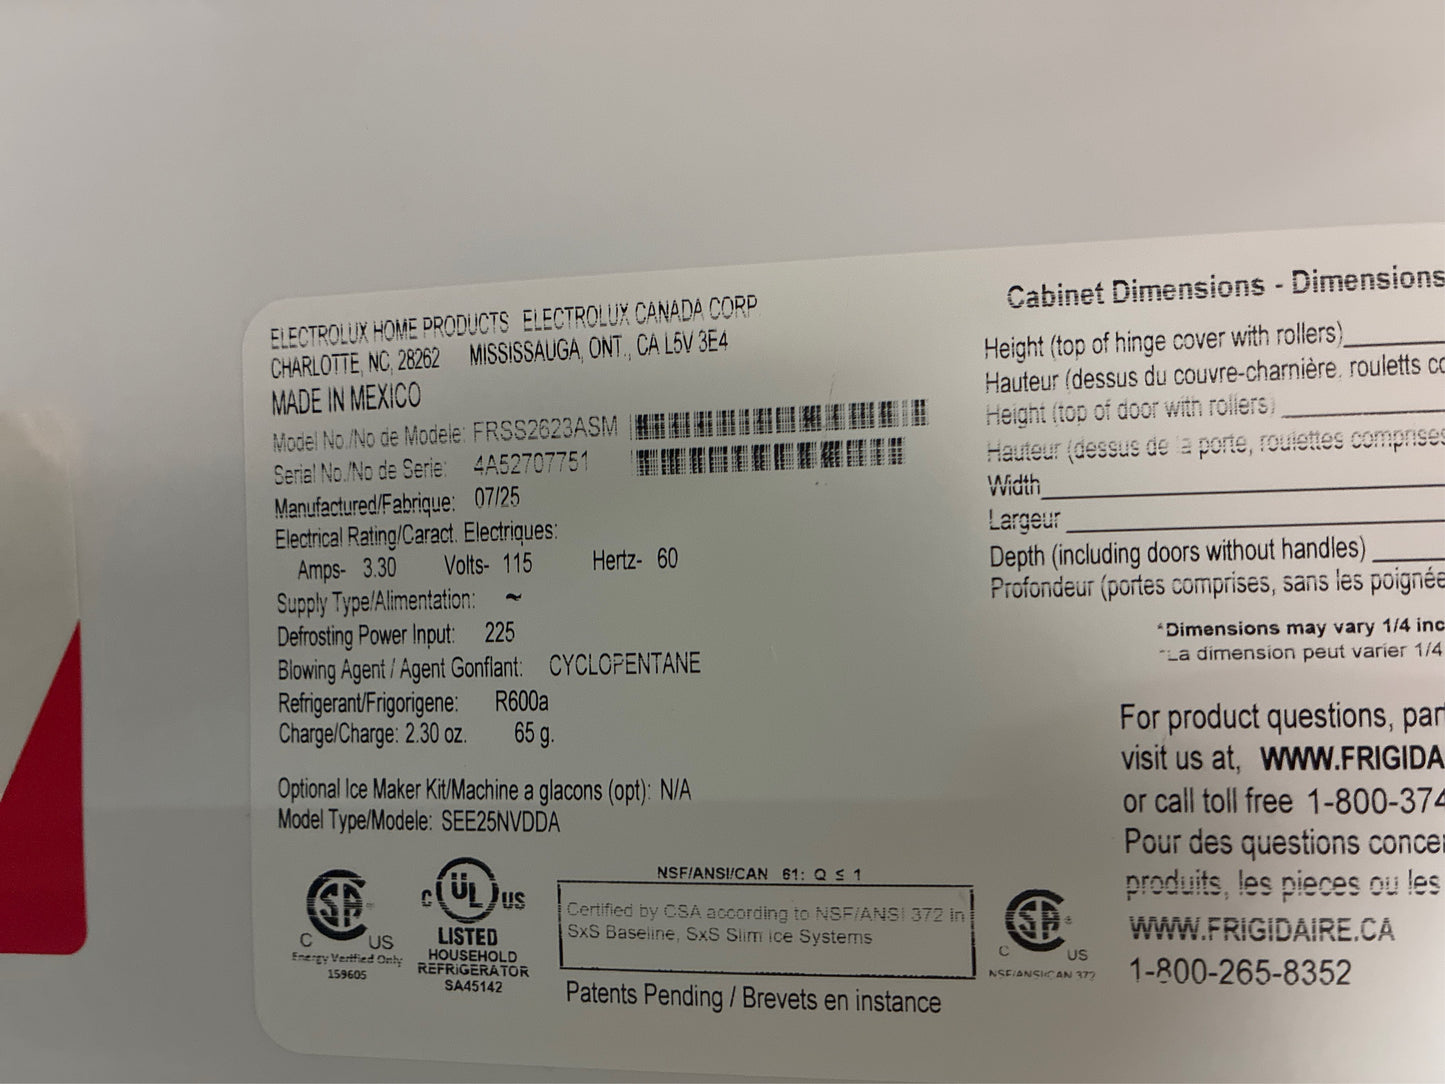 ELECTROLUX HOME PRODUCTS ELECTROLUX CANADA CORP.
CHARLOTTE, NC, 28262 MISSISSAUGA, ONT., CA L5V 3E4
MADE IN MEXICO
Model No./No de Modele: FRSS2623ASM
Serial No./No de Serie: 4A52707751
Manufactured/Fabrique: 07/25
Electrical Rating/Caract. Electriques:
Amps- 3.30 Volts- 115 Hertz- 60
Supply Type/Alimentation: ~
Defrosting Power Input: 225
Blowing Agent / Agent Gonflant: CYCLOPENTANE
Refrigerant/Frigorigene: R600a
Charge/Charge: 2.30 oz. 65 g.
Optional Ice Maker Kit/Machine a glacons (opt): N/A
Model Type/Modele: SEE25NVDDA
SA
C US
Energy Verified Only
159605
C UL US
LISTED
HOUSEHOLD
REFRIGERATOR
SA45142
NSF/ANSI/CAN 61: Q ≤ 1
Certified by CSA according to NSF/ANSI 372 in
SxS Baseline, SxS Slim Ice Systems
Patents Pending / Brevets en instance
SA
C US
NSF/ANSI/CAN 372
Cabinet Dimensions - Dimensions
Height (top of hinge cover with rollers)
Hauteur (dessus du couvre-charnière, rouletts co
Height (top of door with rollers)
Hauteur (dessus de la porte, roulettes comprises
Width
Largeur
Depth (including doors without handles)
Profondeur (portes comprises, sans les poignée
*Dimensions may vary 1/4 inc
*La dimension peut varier 1/4
For product questions, par
visit us at, WWW.FRIGIDA
or call toll free 1-800-374
Pour des questions concer
produits, les pieces ou les
WWW.FRIGIDAIRE.CA
1-800-265-8352